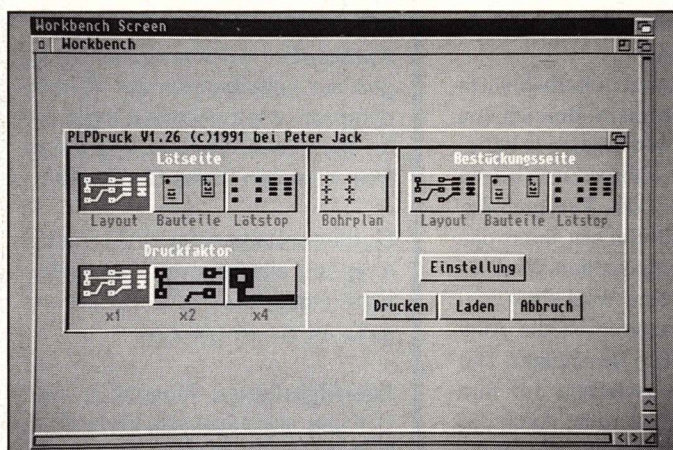 Workbench Screen
Workbench
PLPDruck V1.26 (c)1991 bei Peter Jack
Lötseite
Bestückungsseite
Layout Bauteile Lötstop
Bohrplan
Layout Bauteile Lötstop
Druckfaktor
x1 x2 x4
Einstellung
Drucken Laden Abbruch